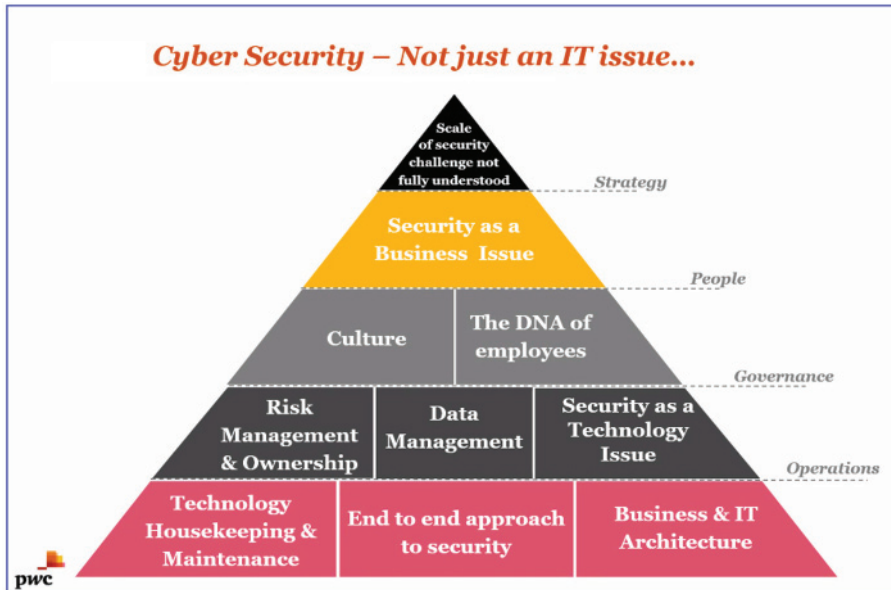 Cyber Security – Not just an IT issue...
Scale
of security
challenge not
fully understood
Strategy
Security as a
Business Issue
People
Culture
The DNA of
employees
Governance
Risk
Management
& Ownership
Data
Management
Security as a
Technology
Issue
Operations
Technology
Housekeeping &
Maintenance
End to end approach
to security
Business & IT
Architecture
pwc